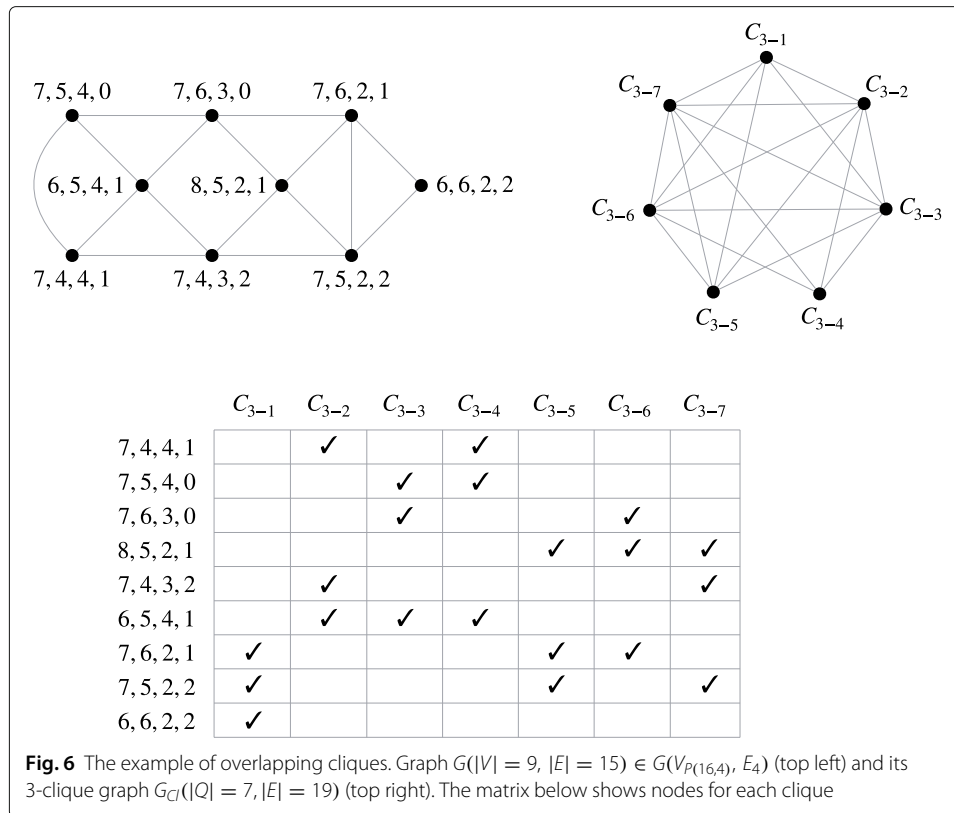 7, 5, 4, 0 7, 6, 3, 0 7, 6, 2, 1
6, 5, 4, 1 8, 5, 2, 1 6, 6, 2, 2
7, 4, 4, 1 7, 4, 3, 2 7, 5, 2, 2
C3−1
C3−7 C3−2
C3−6 C3−3
C3−5 C3−4
C3−1 C3−2 C3−3 C3−4 C3−5 C3−6 C3−7
7, 4, 4, 1 ✓ ✓
7, 5, 4, 0 ✓ ✓
7, 6, 3, 0 ✓ ✓
8, 5, 2, 1 ✓ ✓ ✓
7, 4, 3, 2 ✓ ✓
6, 5, 4, 1 ✓ ✓ ✓
7, 6, 2, 1 ✓ ✓ ✓
7, 5, 2, 2 ✓ ✓ ✓
6, 6, 2, 2 ✓
Fig. 6 The example of overlapping cliques. Graph G(|V| = 9, |E| = 15) ∈ G(VP(16,4), E4) (top left) and its
3-clique graph GCl(|Q| = 7, |E| = 19) (top right). The matrix below shows nodes for each clique